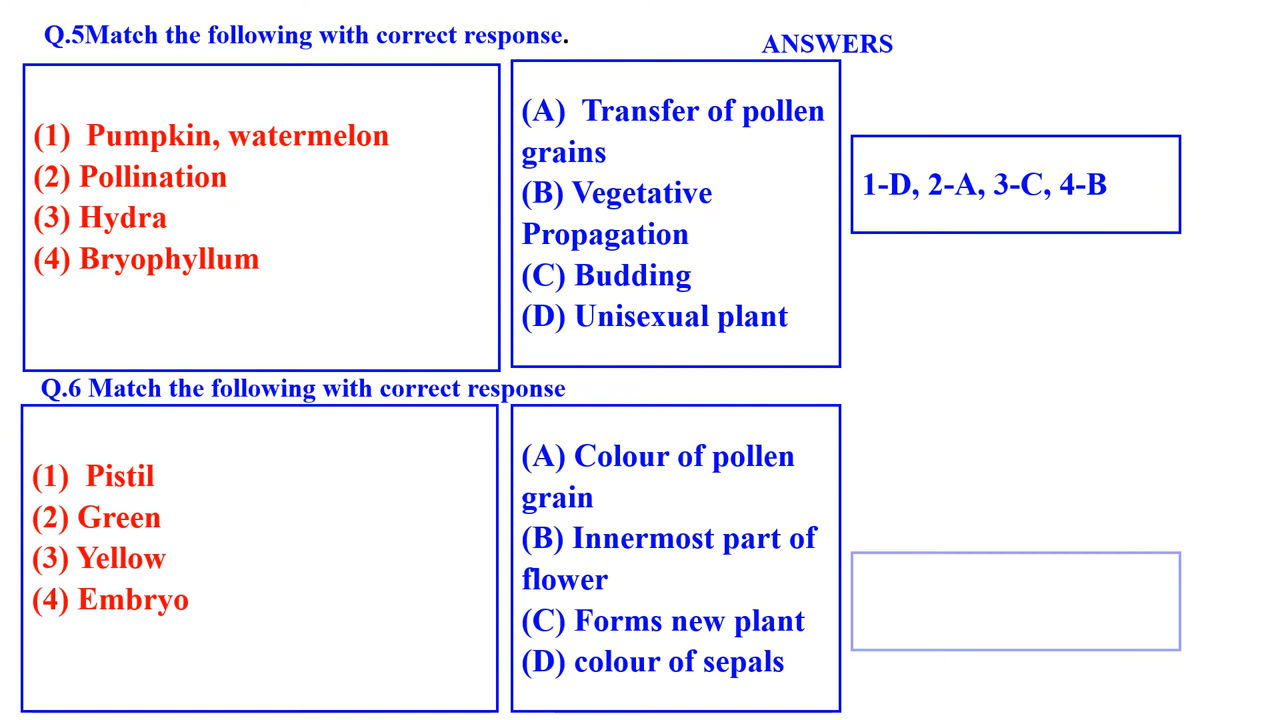 Q.5Match the following with correct response.
ANSWERS
(1) Pumpkin, watermelon
(2) Pollination
(3) Hydra
(4) Bryophyllum
(A) Transfer of pollen
grains
(B) Vegetative
Propagation
(C) Budding
(D) Unisexual plant
1-D, 2-A, 3-C, 4-B
Q.6 Match the following with correct response
(1) Pistil
(2) Green
(3) Yellow
(4) Embryo
(A) Colour of pollen
grain
(B) Innermost part of
flower
(C) Forms new plant
(D) colour of sepals